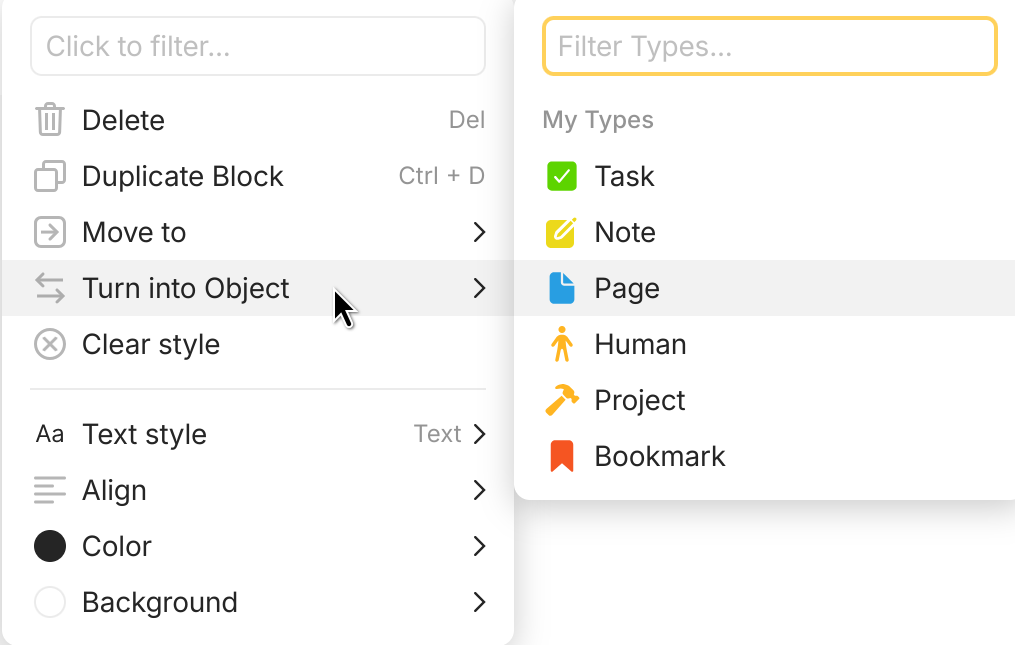 Click to filter...
Delete Del
Duplicate Block Ctrl + D
Move to
Turn into Object
Clear style
Aa Text style Text
Align
Color
Background
Filter Types...
My Types
Task
Note
Page
Human
Project
Bookmark